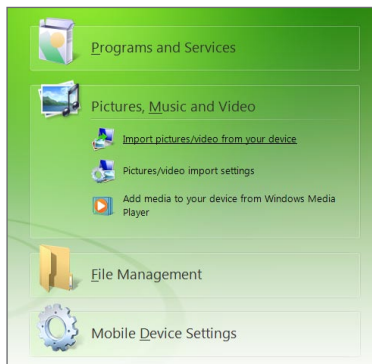 Programs and Services
Pictures, Music and Video
Import pictures/video from your device
Pictures/video import settings
Add media to your device from Windows Media
Player
File Management
Mobile Device Settings